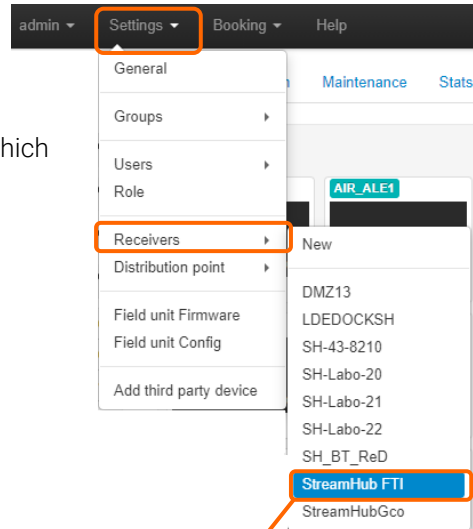 admin Settings Booking Help
General
Maintenance Stats
Groups
hich
Users
Role
AIR_ALE1
Receivers
New
Distribution point
DMZ13
Field unit Firmware
LDEDOCKSH
Field unit Config
SH-43-8210
SH-Labo-20
Add third party device
SH-Labo-21
SH-Labo-22
SH_BT_ReD
StreamHub FTI
StreamHubGco